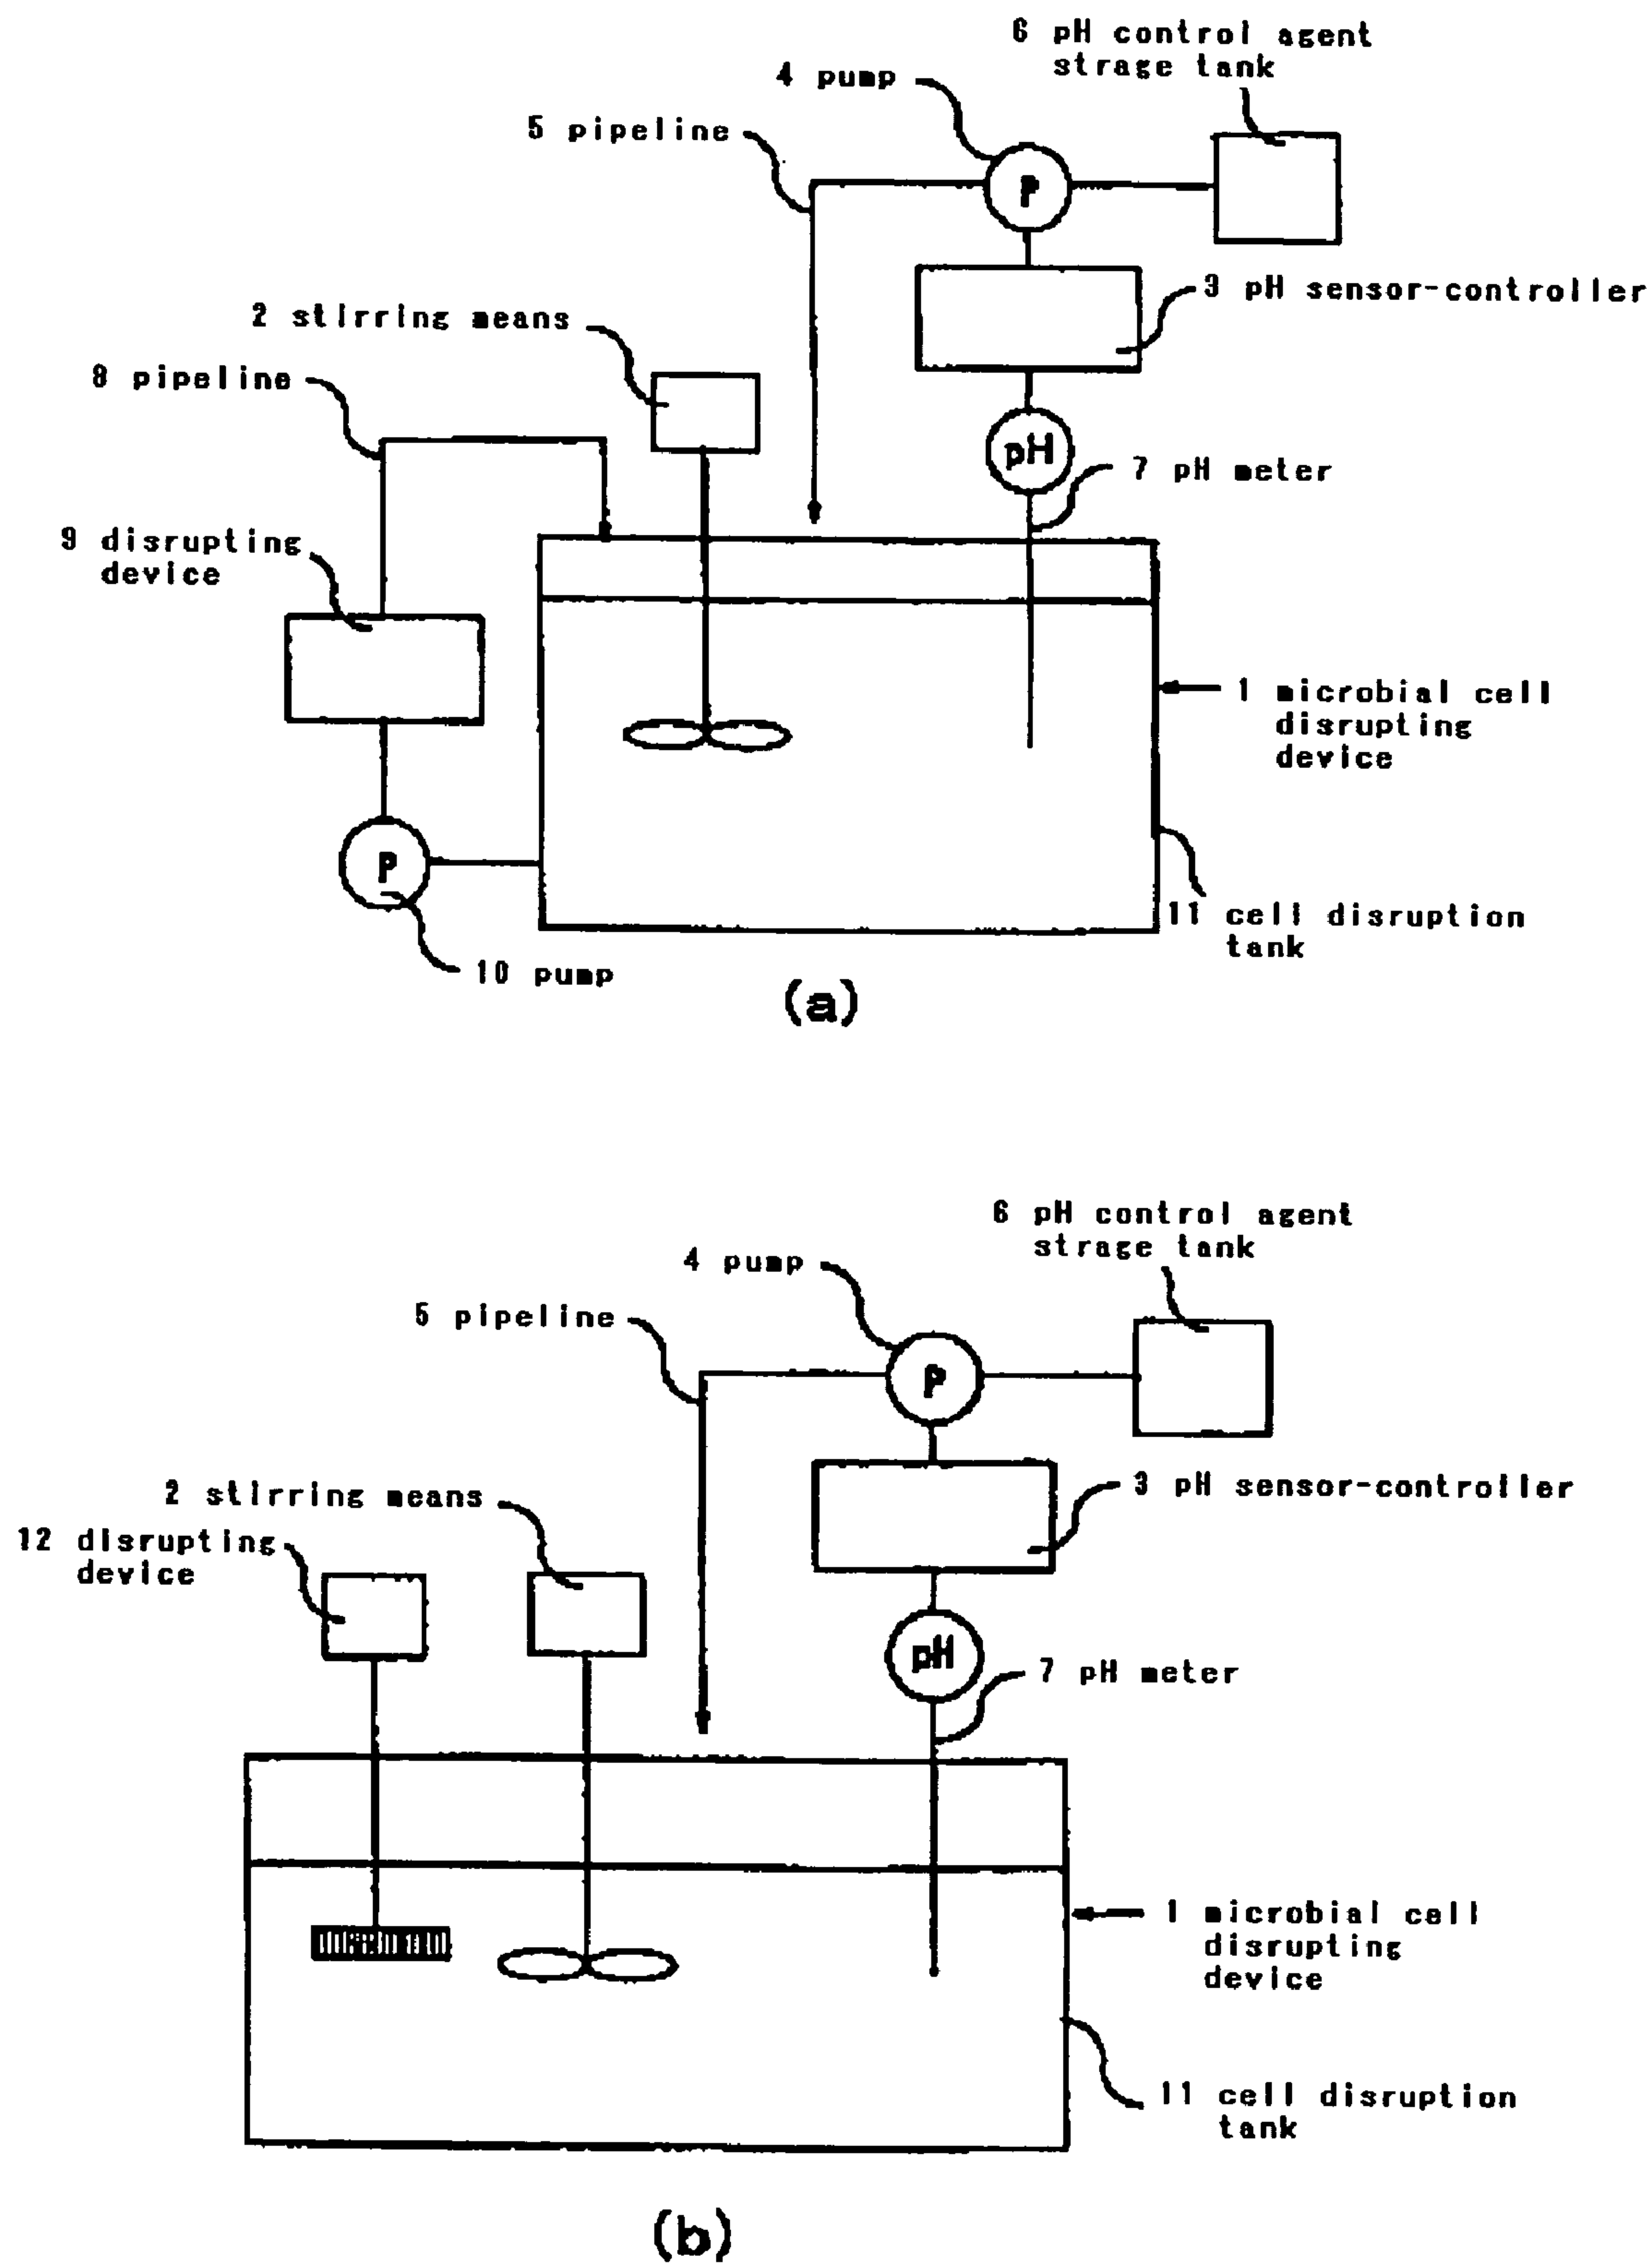 6 pH control agent
strage tank
4 pump
5 pipeline
P
3 pH sensor-controller
2 stirring means
8 pipeline
pH
7 pH meter
9 disrupting
device
1 microbial cell
disrupting
device
P
11 cell disruption
tank
10 pump
(a)
6 pH control agent
strage tank
4 pump
5 pipeline
P
3 pH sensor-controller
2 stirring means
12 disrupting
device
pH
7 pH meter
1 microbial cell
disrupting
device
11 cell disruption
tank
(b)